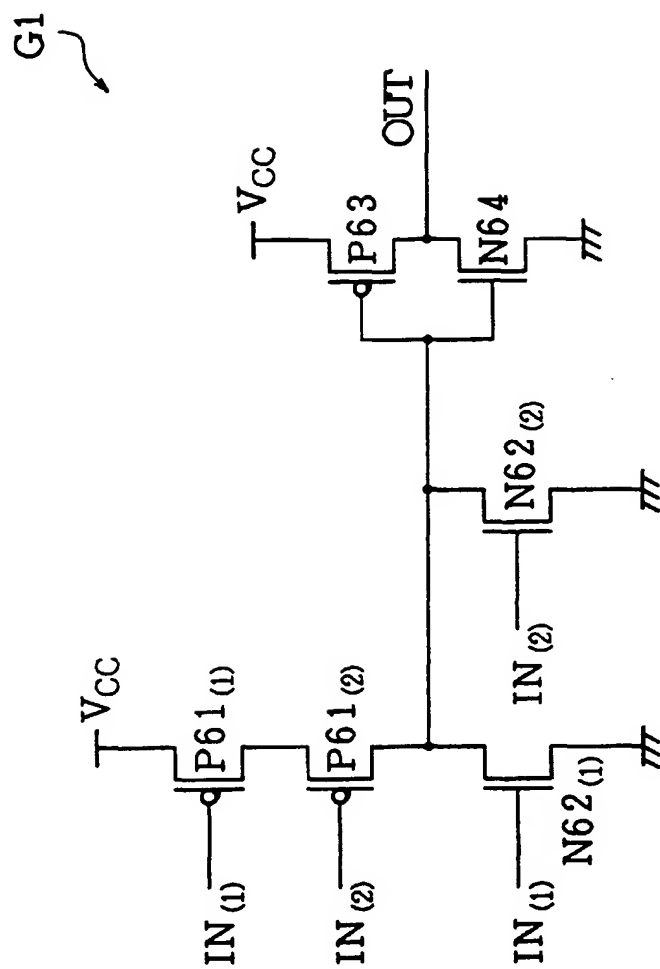 G1
VCC
P63
OUT
N64
VCC
P61(1)
IN(1)
P61(2)
IN(2)
N62(1)
IN(1)
N62(2)
IN(2)